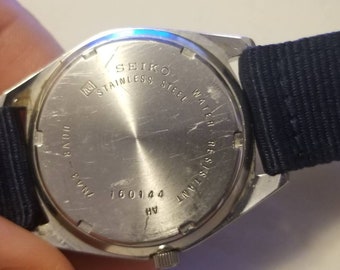 SEIKO
STAINLESS STEEL
WATER RESISTANT
160144